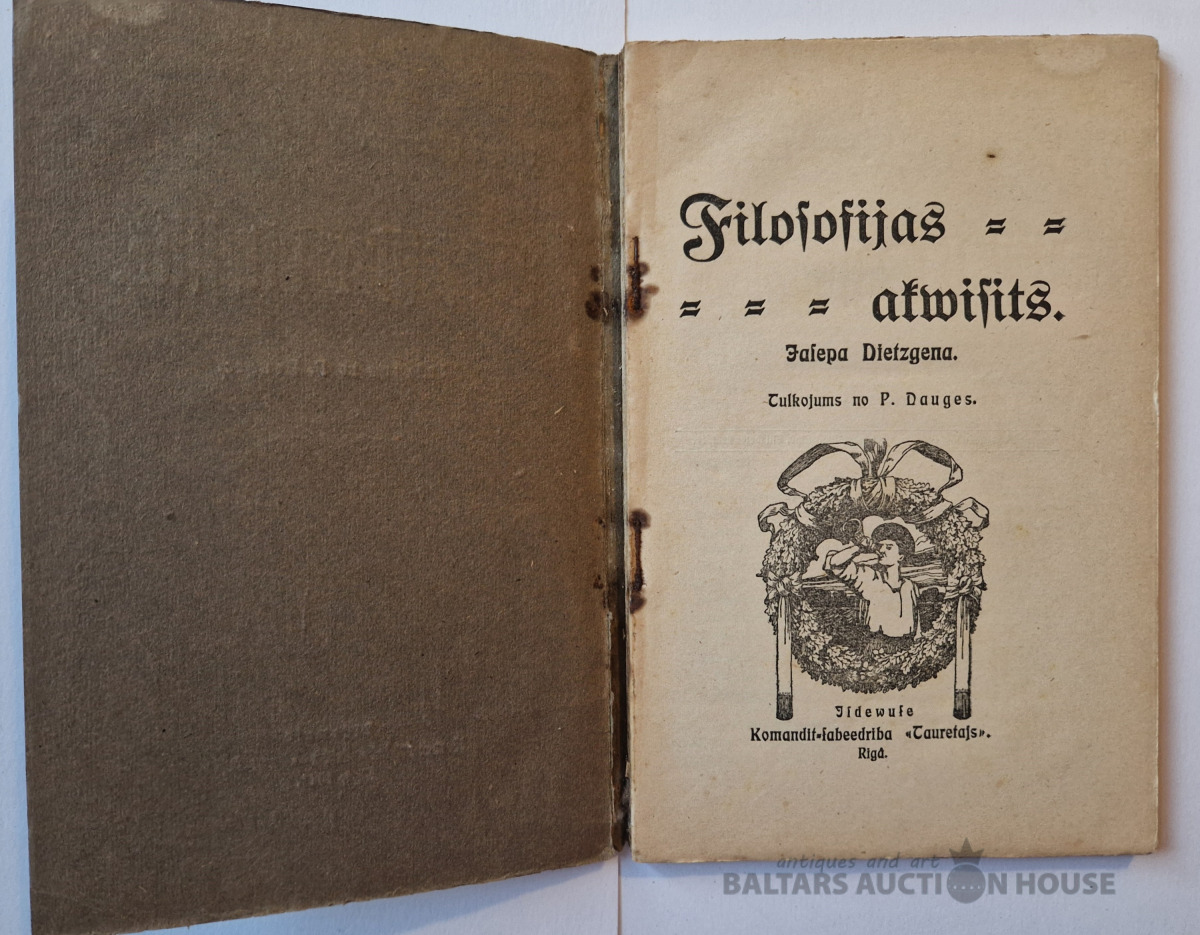 Filoſofijas = =
= = = akwiſits.
Jaſepa Dietzgena.
Tulkojums no P. Dauges.
Iſdewuſe
Komandit-ſabeedriba «Tauretajs».
Rigâ.
antiques and art
BALTARS AUCTION HOUSE